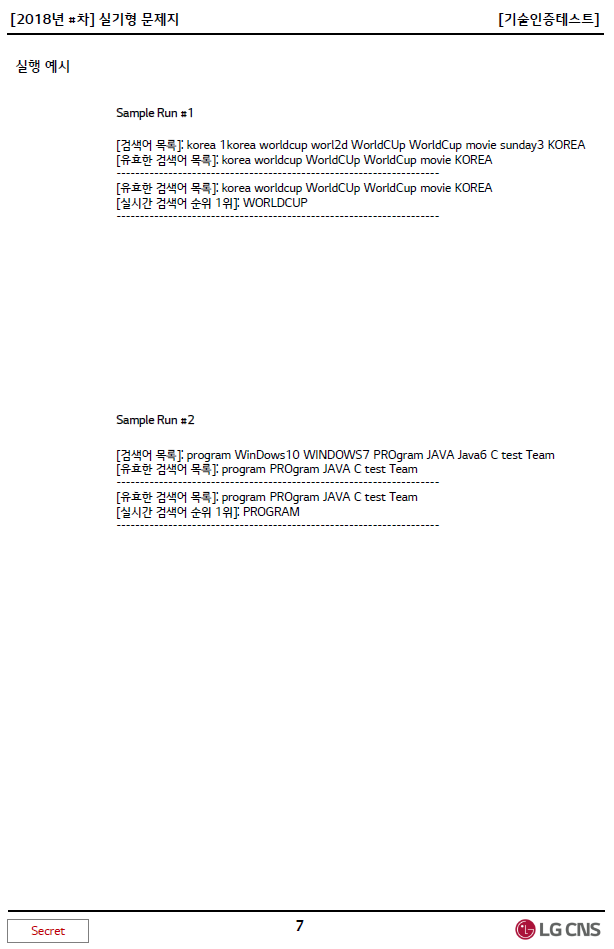 [2018년 #차] 실기형 문제지 [기술인증테스트]
실행 예시
Sample Run #1
[검색어 목록]: korea 1korea worldcup worl2d WorldCUp WorldCup movie sunday3 KOREA
[유효한 검색어 목록]: korea worldcup WorldCUp WorldCup movie KOREA
--------------------------------------------------------------------
[유효한 검색어 목록]: korea worldcup WorldCUp WorldCup movie KOREA
[실시간 검색어 순위 1위]: WORLDCUP
--------------------------------------------------------------------
Sample Run #2
[검색어 목록]: program WinDows10 WINDOWS7 PROgram JAVA Java6 C test Team
[유효한 검색어 목록]: program PROgram JAVA C test Team
--------------------------------------------------------------------
[유효한 검색어 목록]: program PROgram JAVA C test Team
[실시간 검색어 순위 1위]: PROGRAM
--------------------------------------------------------------------
Secret 7 LG CNS